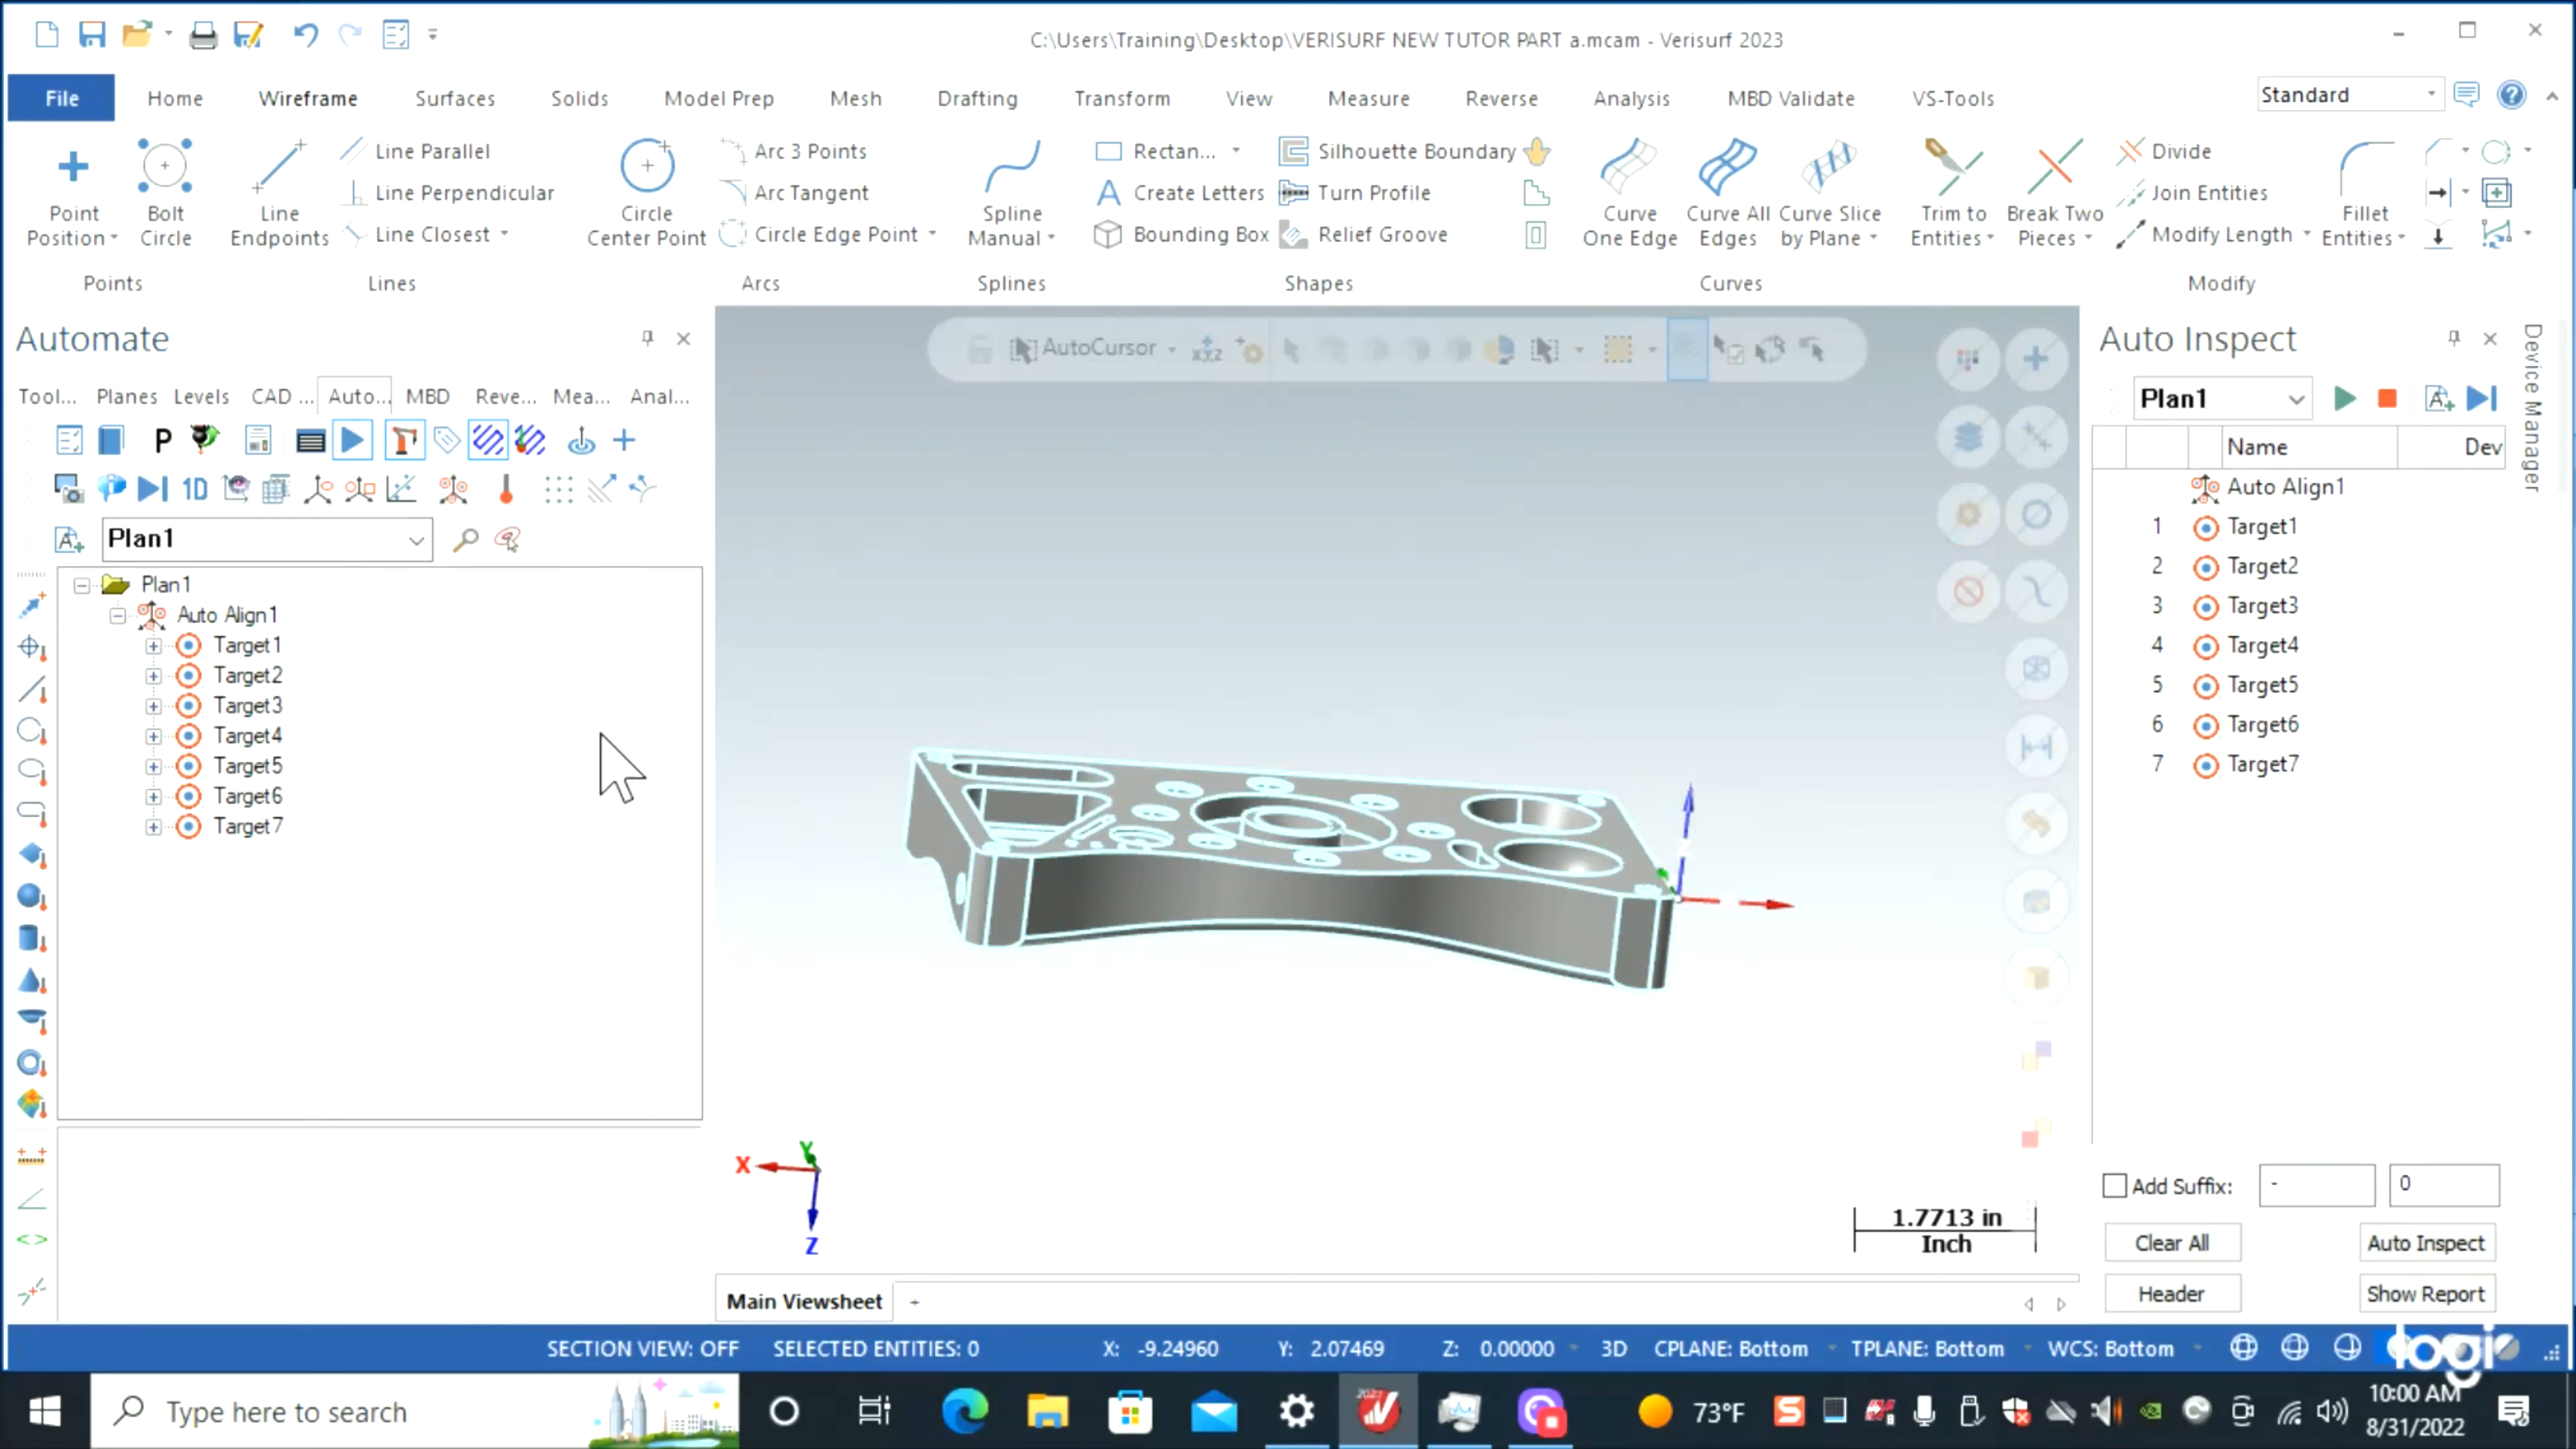 C:\Users\Training\Desktop\VERISURF NEW TUTOR PART a.mcam - Verisurf 2023
File Home Wireframe Surfaces Solids Model Prep Mesh Drafting Transform View Measure Reverse Analysis MBD Validate VS-Tools Standard
Point Position
Bolt Circle
Line Endpoints
Line Parallel
Line Perpendicular
Line Closest
Circle Center Point
Arc 3 Points
Arc Tangent
Circle Edge Point
Spline Manual
Rectan...
Create Letters
Bounding Box
Silhouette Boundary
Turn Profile
Relief Groove
Curve One Edge
Curve All Edges
Curve Slice by Plane
Trim to Entities
Break Two Pieces
Divide
Join Entities
Modify Length
Fillet Entities
Points Lines Arcs Splines Shapes Curves Modify
Automate
Tool... Planes Levels CAD ... Auto... MBD Reve... Mea... Anal...
P
1D
Plan1
Plan1
Auto Align1
Target1
Target2
Target3
Target4
Target5
Target6
Target7
AutoCursor
XYZ
X
Y
Z
1.7713 in
Inch
Main Viewsheet +
Auto Inspect
Device Manager
Plan1
Name Dev
Auto Align1
1 Target1
2 Target2
3 Target3
4 Target4
5 Target5
6 Target6
7 Target7
Add Suffix: - 0
Clear All Auto Inspect
Header Show Report
SECTION VIEW: OFF SELECTED ENTITIES: 0 X: -9.24960 Y: 2.07469 Z: 0.00000 3D CPLANE: Bottom TPLANE: Bottom WCS: Bottom
logi
Type here to search
2023
73°F
10:00 AM
8/31/2022